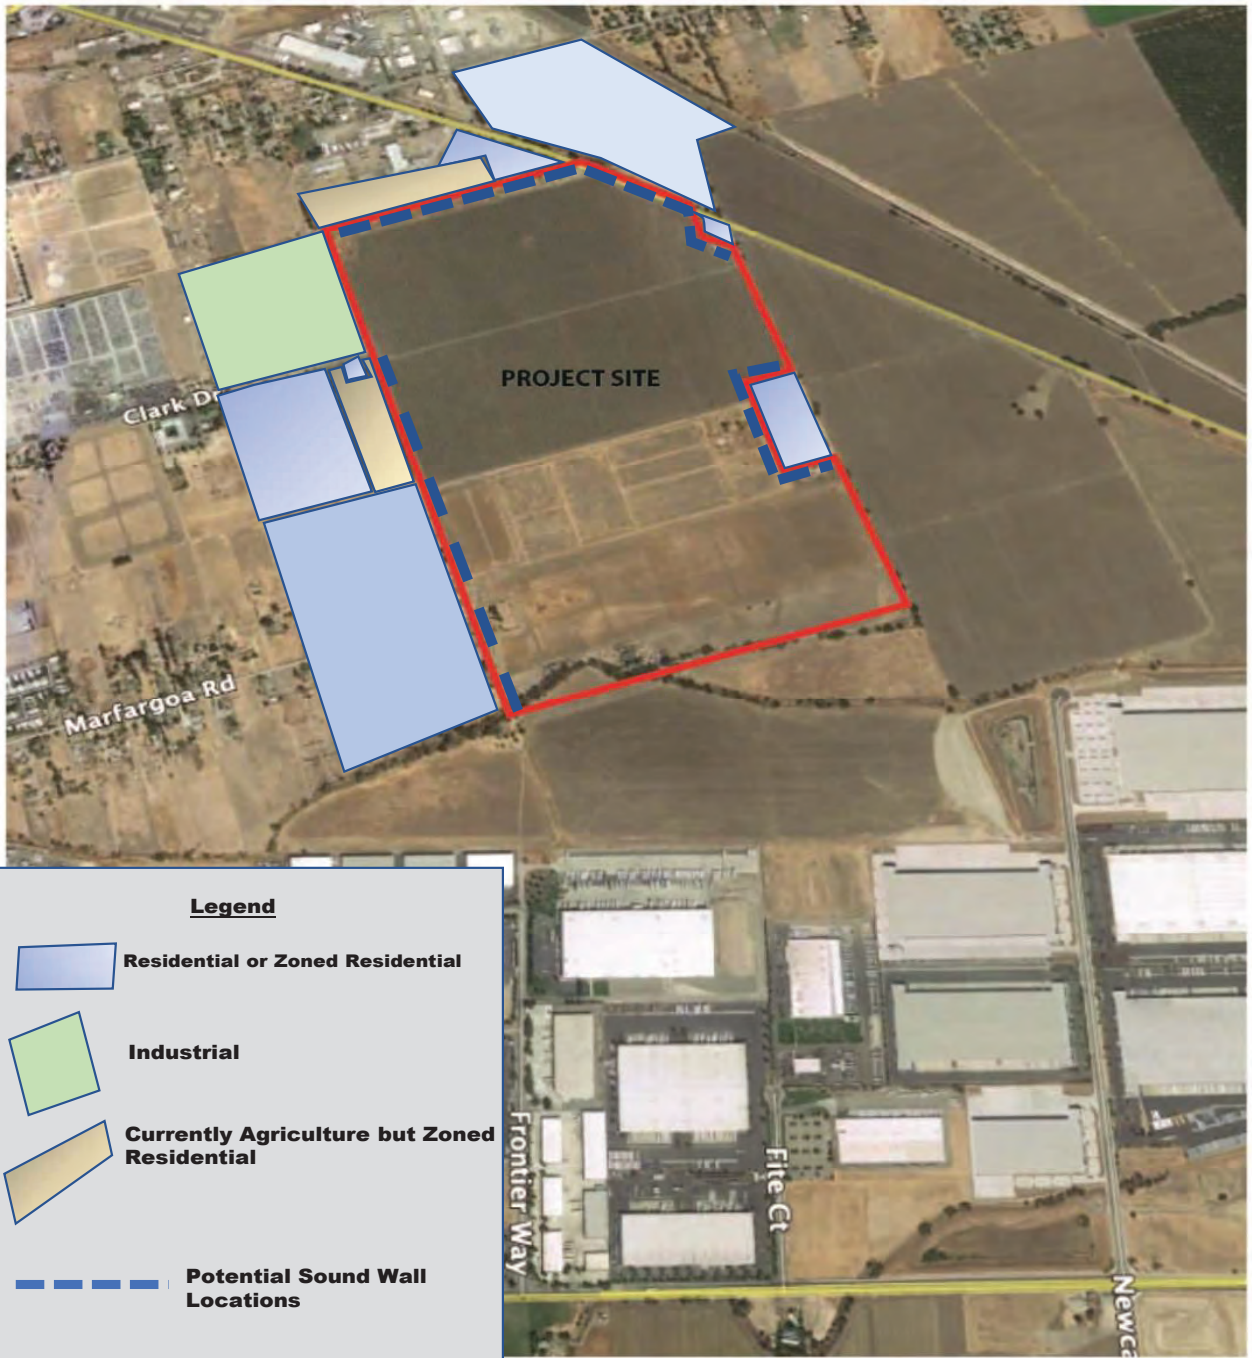 PROJECT SITE
Clark Dr
Marfargoa Rd
Legend
Residential or Zoned Residential
Industrial
Currently Agriculture but Zoned
Residential
Potential Sound Wall
Locations
Frontier Way
Fite Ct
Newca